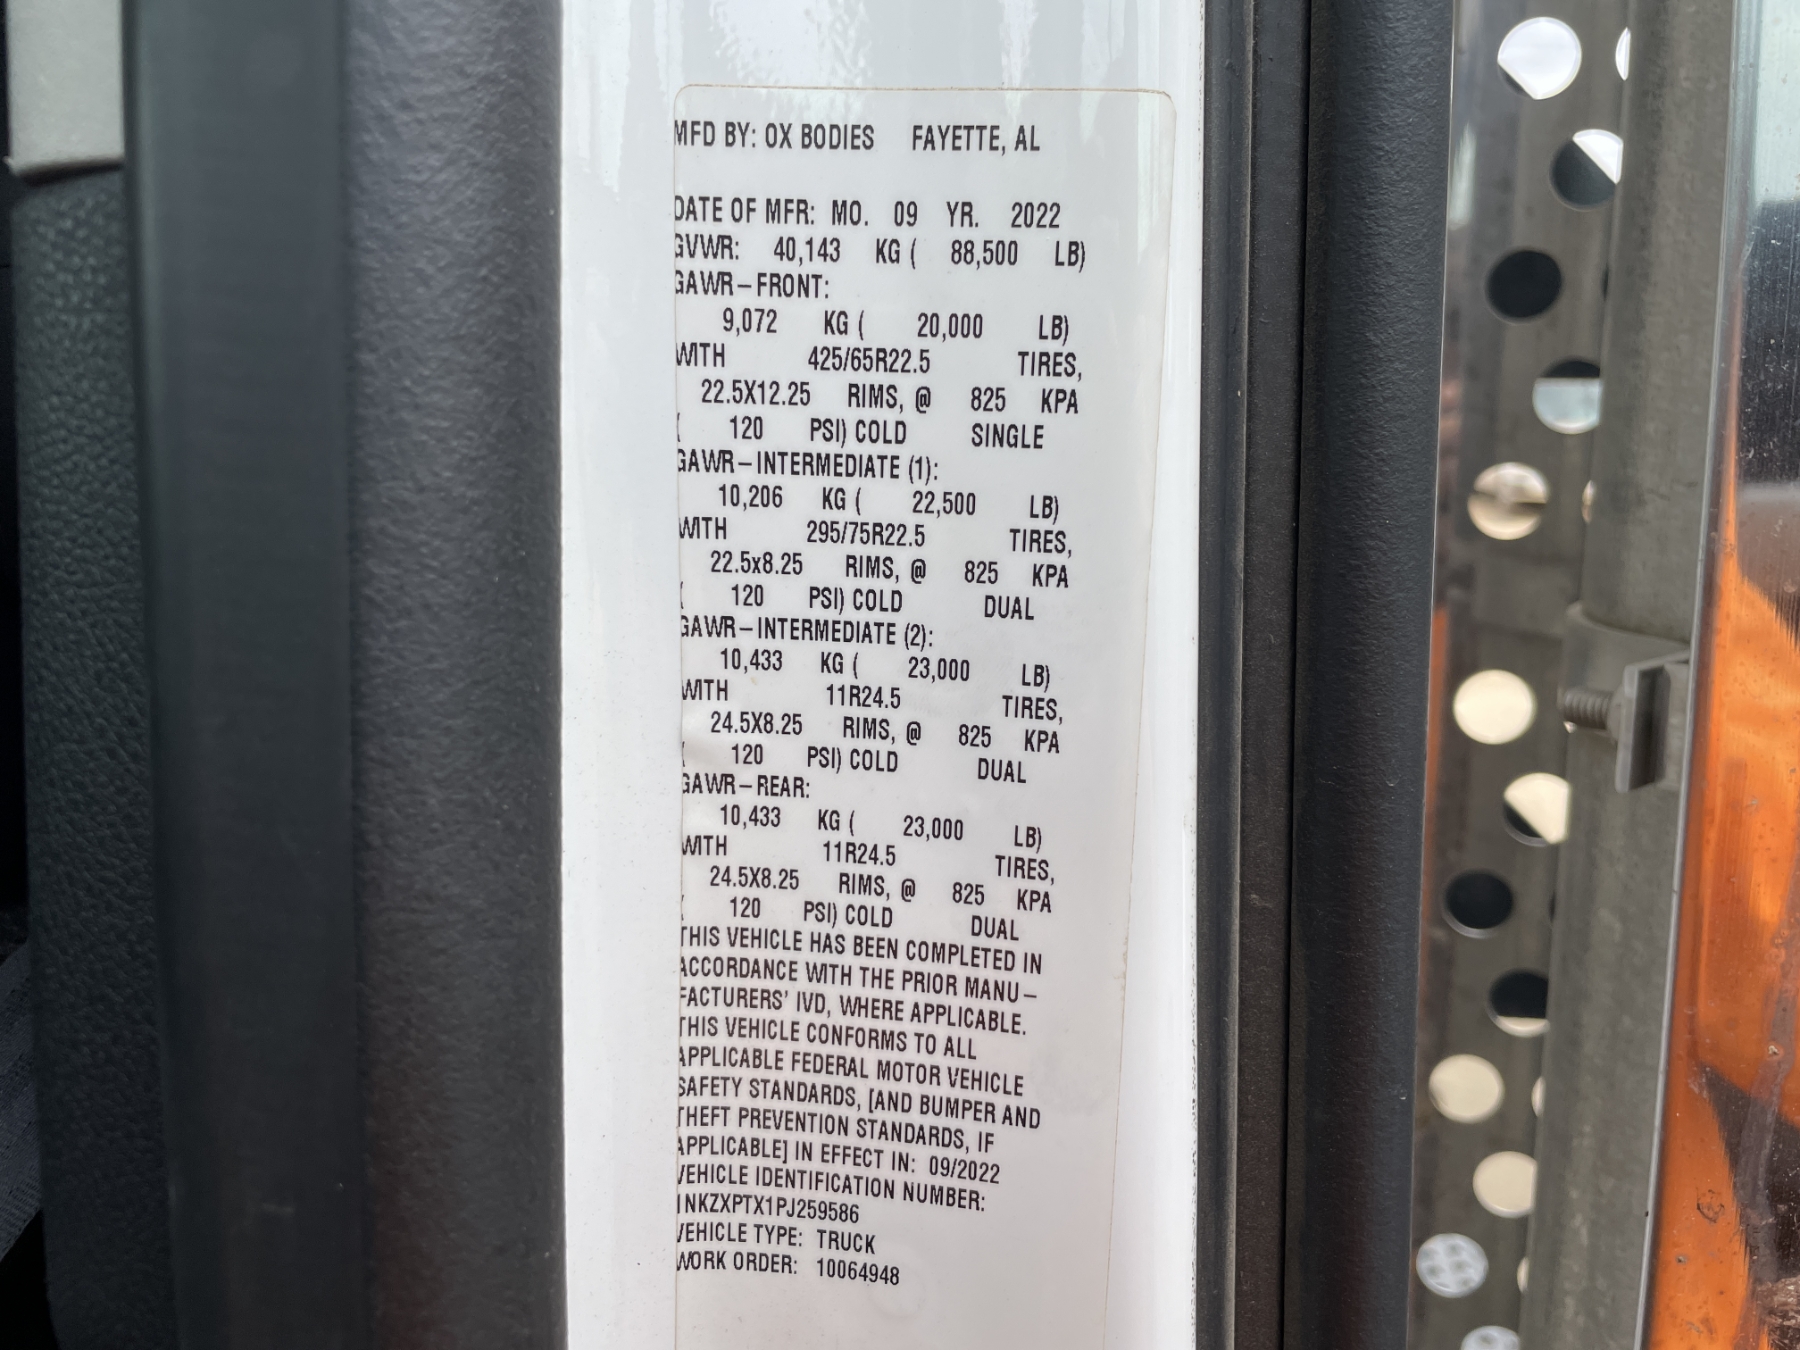 MFD BY: OX BODIES FAYETTE, AL
DATE OF MFR: MO. 09 YR. 2022
GVWR: 40,143 KG ( 88,500 LB)
GAWR-FRONT:
9,072 KG ( 20,000 LB)
WITH 425/65R22.5 TIRES,
22.5X12.25 RIMS, @ 825 KPA
( 120 PSI) COLD SINGLE
GAWR-INTERMEDIATE (1):
10,206 KG ( 22,500 LB)
WITH 295/75R22.5 TIRES,
22.5x8.25 RIMS, @ 825 KPA
( 120 PSI) COLD DUAL
GAWR-INTERMEDIATE (2):
10,433 KG ( 23,000 LB)
WITH 11R24.5 TIRES,
24.5X8.25 RIMS, @ 825 KPA
( 120 PSI) COLD DUAL
GAWR-REAR:
10,433 KG ( 23,000 LB)
WITH 11R24.5 TIRES,
24.5X8.25 RIMS, @ 825 KPA
( 120 PSI) COLD DUAL
THIS VEHICLE HAS BEEN COMPLETED IN
ACCORDANCE WITH THE PRIOR MANU-
FACTURERS' IVD, WHERE APPLICABLE.
THIS VEHICLE CONFORMS TO ALL
APPLICABLE FEDERAL MOTOR VEHICLE
SAFETY STANDARDS, [AND BUMPER AND
THEFT PREVENTION STANDARDS, IF
APPLICABLE] IN EFFECT IN: 09/2022
VEHICLE IDENTIFICATION NUMBER:
1NKZXPTX1PJ259586
VEHICLE TYPE: TRUCK
WORK ORDER: 10064948